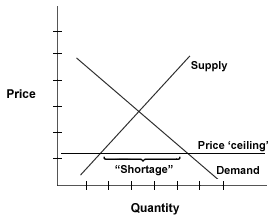 Supply
Price
Price 'ceiling'
"Shortage"
Demand
Quantity